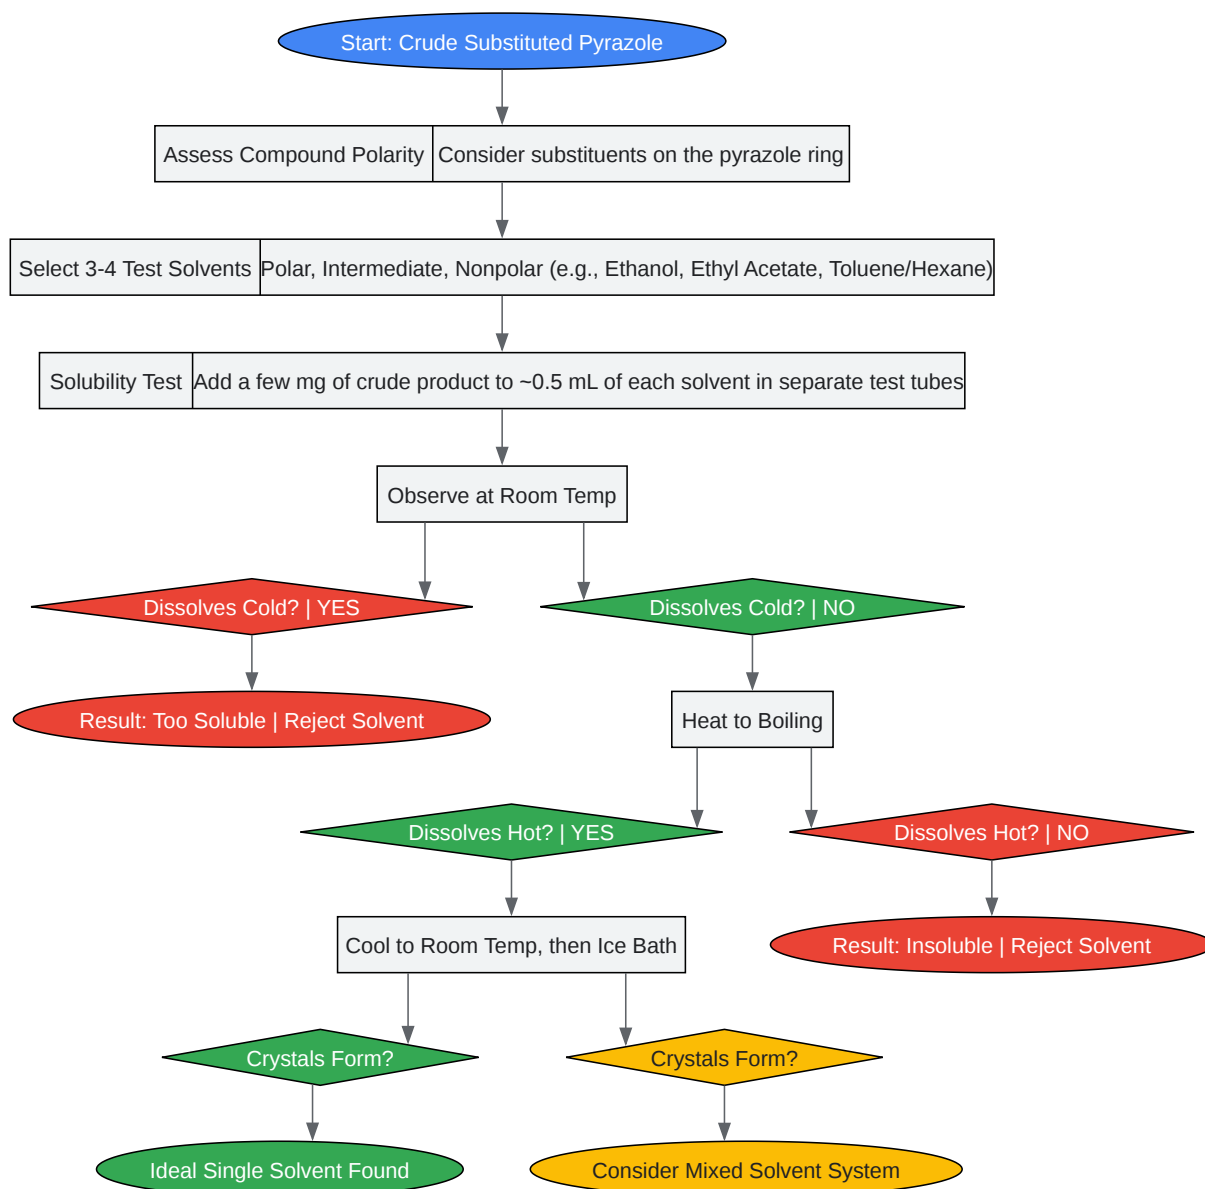 Start: Crude Substituted Pyrazole
Assess Compound Polarity | Consider substituents on the pyrazole ring
Select 3-4 Test Solvents | Polar, Intermediate, Nonpolar (e.g., Ethanol, Ethyl Acetate, Toluene/Hexane)
Solubility Test | Add a few mg of crude product to ~0.5 mL of each solvent in separate test tubes
Observe at Room Temp
Dissolves Cold? | YES
Dissolves Cold? | NO
Result: Too Soluble | Reject Solvent
Heat to Boiling
Dissolves Hot? | YES
Dissolves Hot? | NO
Cool to Room Temp, then Ice Bath
Result: Insoluble | Reject Solvent
Crystals Form?
Crystals Form?
Ideal Single Solvent Found
Consider Mixed Solvent System